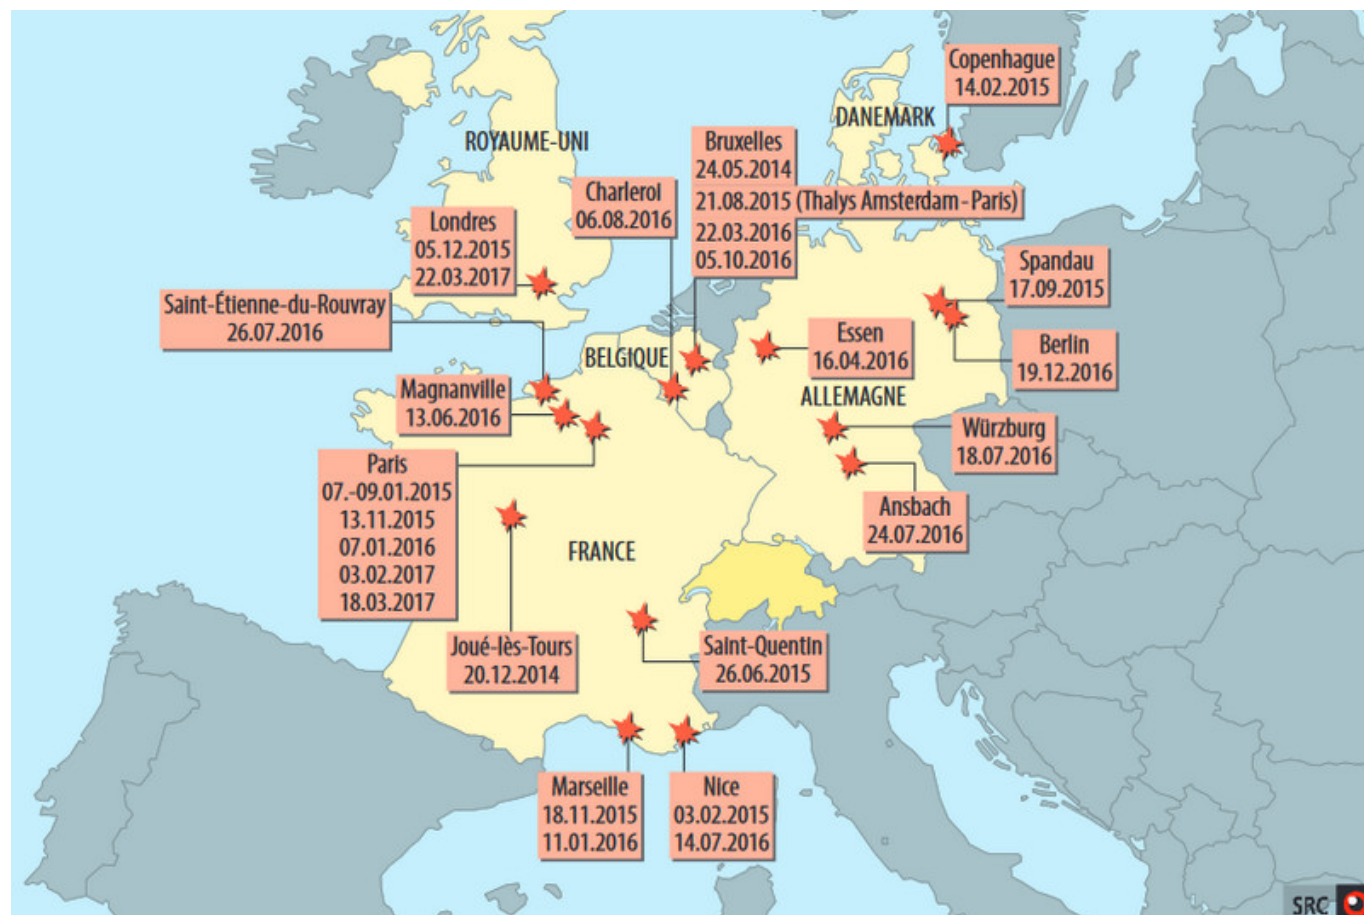 Copenhague
14.02.2015
DANEMARK
ROYAUME-UNI
Bruxelles
24.05.2014
21.08.2015 (Thalys Amsterdam-Paris)
22.03.2016
05.10.2016
Charleroi
06.08.2016
Londres
05.12.2015
22.03.2017
Spandau
17.09.2015
Saint-Étienne-du-Rouvray
26.07.2016
Essen
16.04.2016
Berlin
19.12.2016
BELGIQUE
Magnanville
13.06.2016
ALLEMAGNE
Würzburg
18.07.2016
Paris
07.-09.01.2015
13.11.2015
07.01.2016
03.02.2017
18.03.2017
Ansbach
24.07.2016
FRANCE
Joué-lès-Tours
20.12.2014
Saint-Quentin
26.06.2015
Marseille
18.11.2015
11.01.2016
Nice
03.02.2015
14.07.2016
SRC